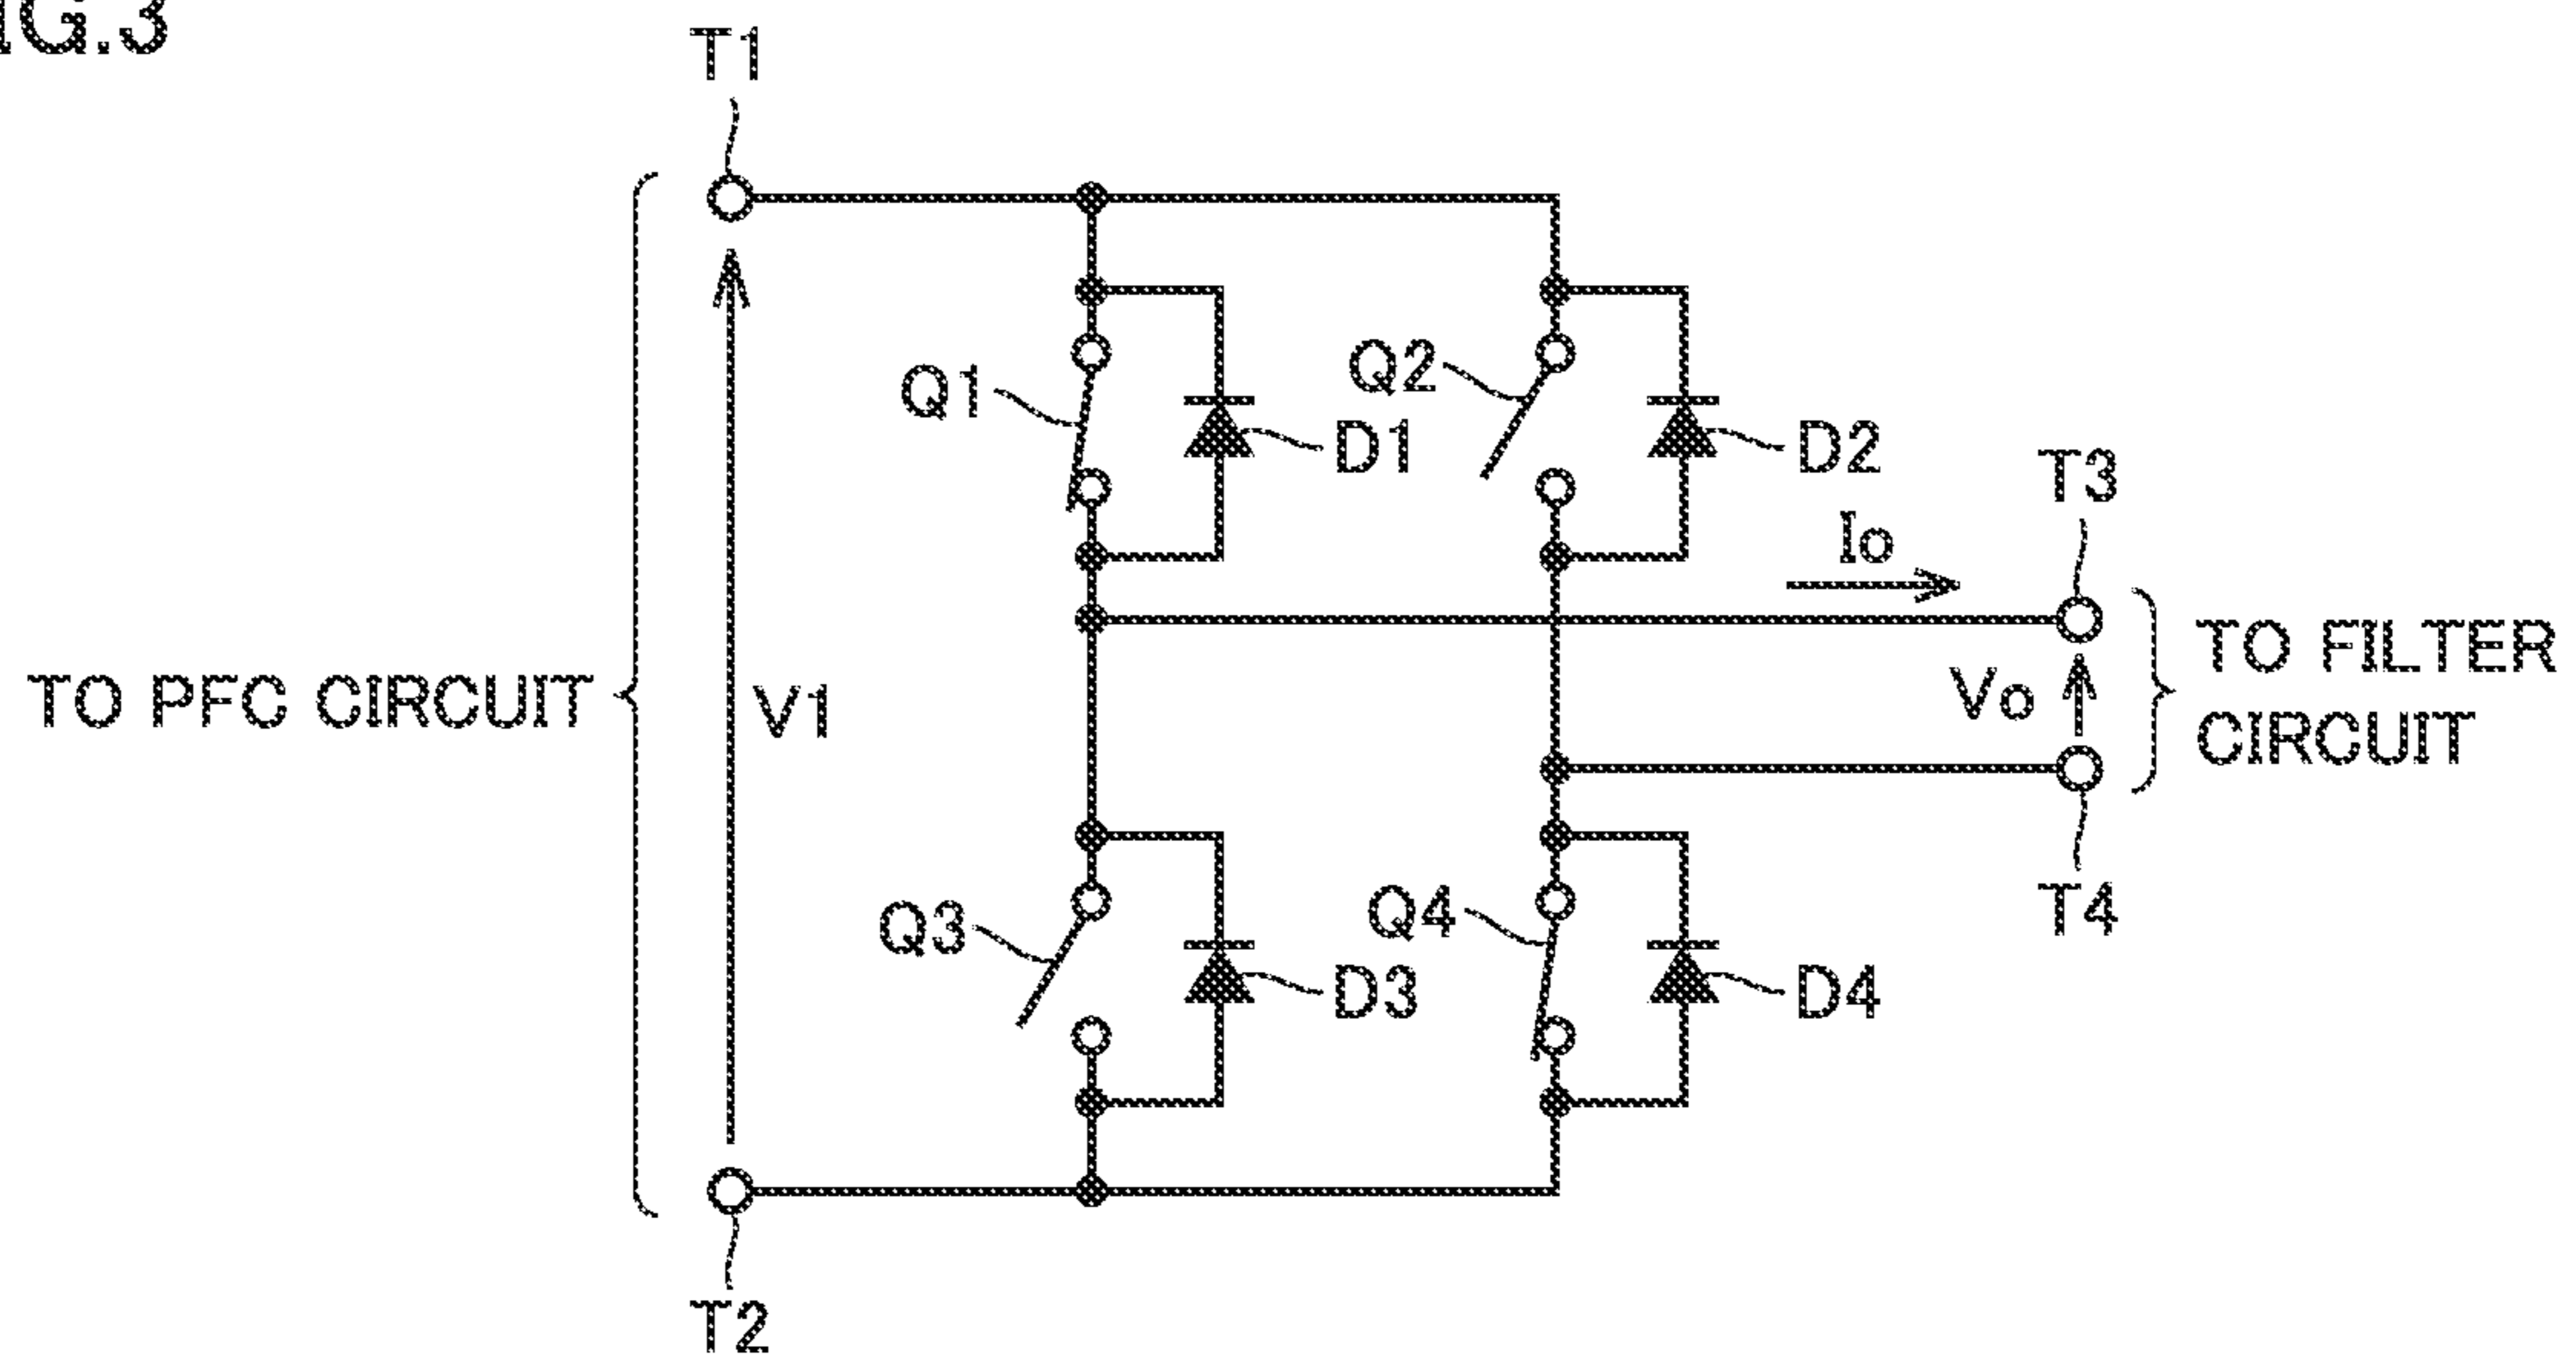 IG.3
T1
Q1
Q2
D1
D2
T3
Io
TO PFC CIRCUIT
V1
Vo
TO FILTER
CIRCUIT
Q3
Q4
D3
D4
T4
T2